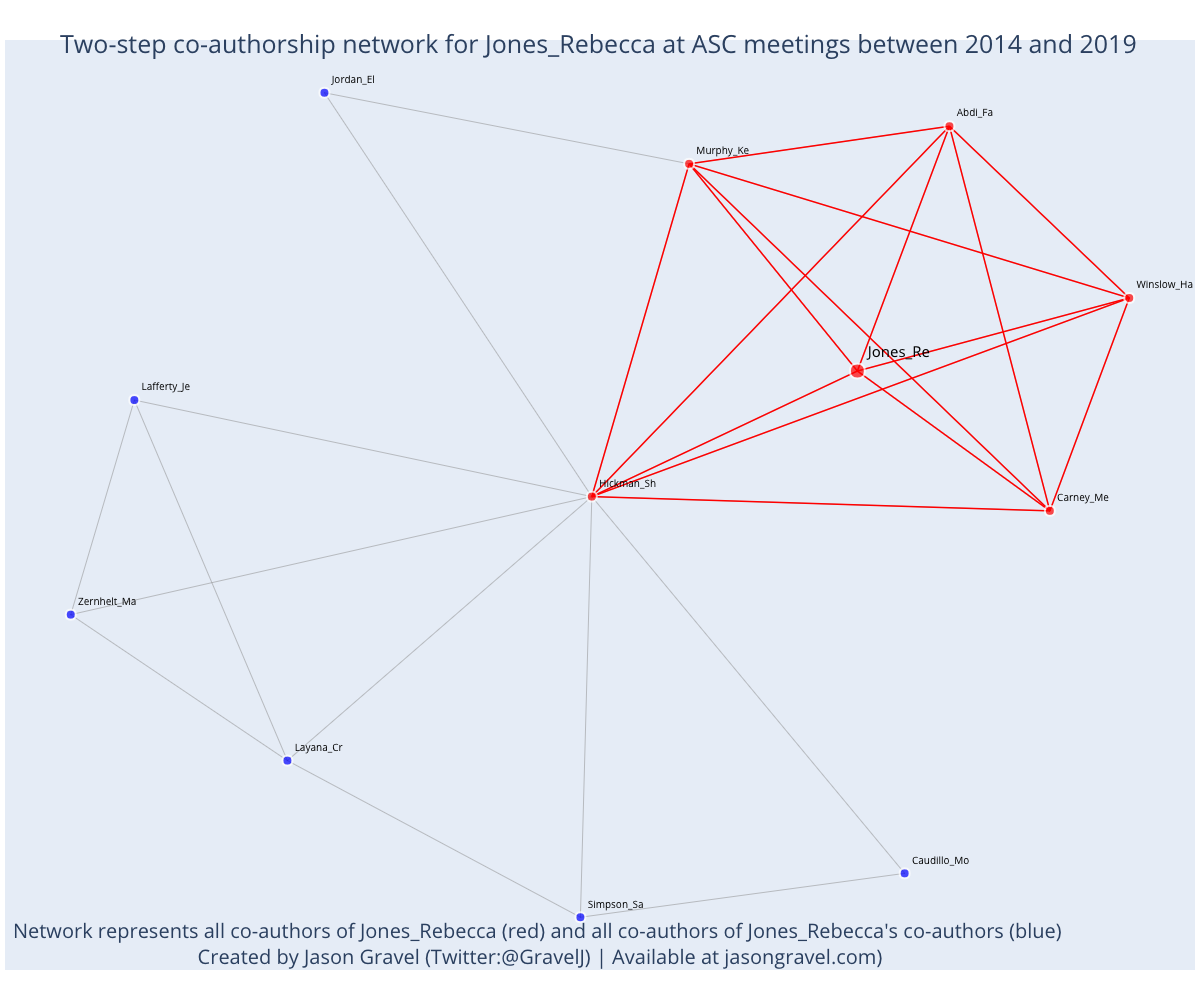 Two-step co-authorship network for Jones_Rebecca at ASC meetings between 2014 and 2019
Jordan_El
Abdi_Fa
Murphy_Ke
Winslow_Ha
Jones_Re
Lafferty_Je
Hickman_Sh
Carney_Me
Zernhelt_Ma
Layana_Cr
Caudillo_Mo
Simpson_Sa
Network represents all co-authors of Jones_Rebecca (red) and all co-authors of Jones_Rebecca's co-authors (blue)
Created by Jason Gravel (Twitter:@GravelJ) | Available at jasongravel.com)